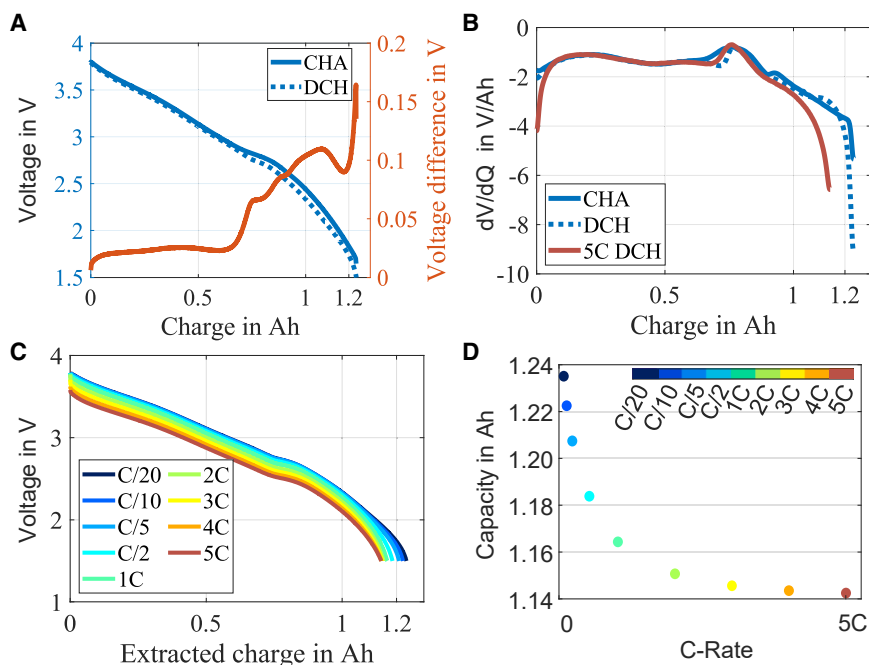 A
4
3.5
3
2.5
2
1.5
Voltage in V
0
0.5
1
1.2
Charge in Ah
0.2
0.15
0.1
0.05
0
Voltage difference in V
CHA
DCH
B
0
-2
-4
-6
-8
-10
dV/dQ in V/Ah
0
0.5
1
1.2
Charge in Ah
CHA
DCH
5C DCH
C
4
3
2
1
Voltage in V
0
0.5
1
1.2
Extracted charge in Ah
C/20
C/10
C/5
C/2
1C
2C
3C
4C
5C
D
1.24
1.22
1.20
1.18
1.16
1.14
Capacity in Ah
0
5C
C-Rate
C/20
C/10
C/5
C/2
1C
2C
3C
4C
5C